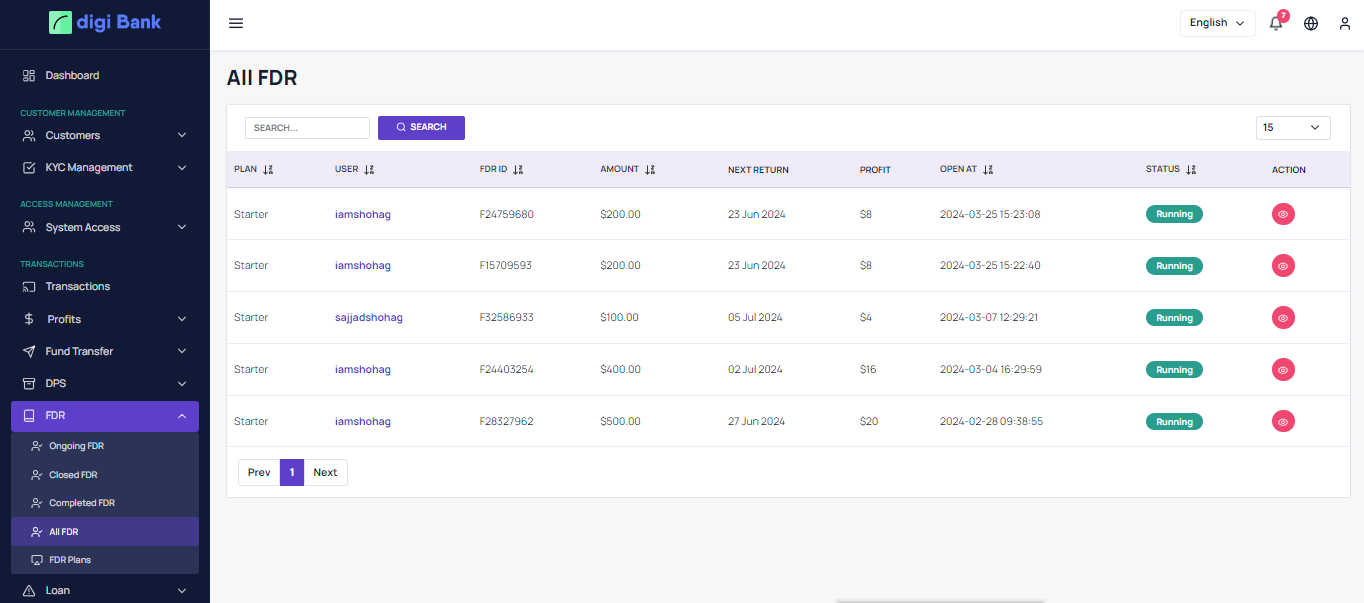 digi Bank
English
7
Dashboard
All FDR
CUSTOMER MANAGEMENT
Customers
KYC Management
ACCESS MANAGEMENT
System Access
TRANSACTIONS
Transactions
Profits
Fund Transfer
DPS
FDR
Ongoing FDR
Closed FDR
Completed FDR
All FDR
FDR Plans
Loan
SEARCH...
SEARCH
15
PLAN USER FDR ID AMOUNT NEXT RETURN PROFIT OPEN AT STATUS ACTION
Starter iamshohag F24759680 $200.00 23 Jun 2024 $8 2024-03-25 15:23:08 Running
Starter iamshohag F15709593 $200.00 23 Jun 2024 $8 2024-03-25 15:22:40 Running
Starter sajjadshohag F32586933 $100.00 05 Jul 2024 $4 2024-03-07 12:29:21 Running
Starter iamshohag F24403254 $400.00 02 Jul 2024 $16 2024-03-04 16:29:59 Running
Starter iamshohag F28327962 $500.00 27 Jun 2024 $20 2024-02-28 09:38:55 Running
Prev 1 Next